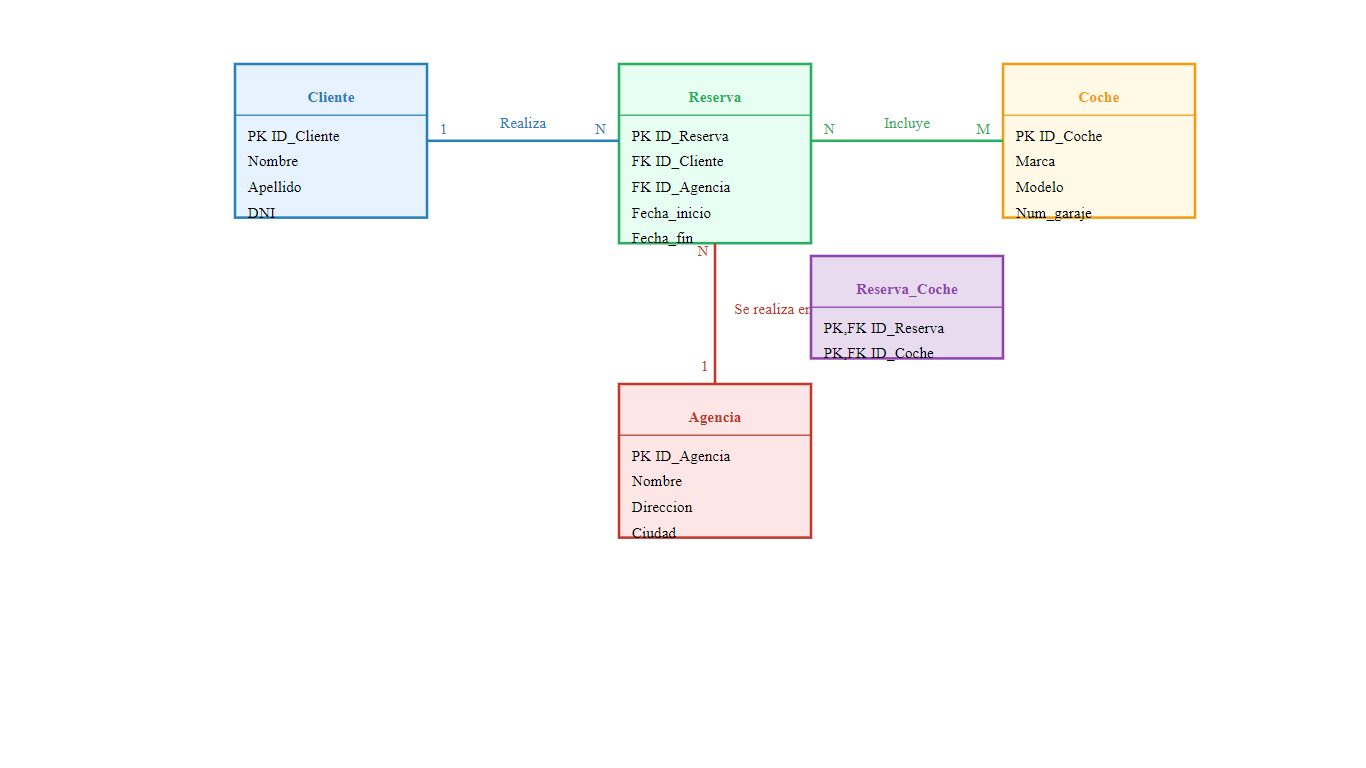 Cliente
PK ID_Cliente
Nombre
Apellido
DNI
1
Realiza
N
Reserva
PK ID_Reserva
FK ID_Cliente
FK ID_Agencia
Fecha_inicio
Fecha_fin
N
Incluye
M
Coche
PK ID_Coche
Marca
Modelo
Num_garaje
N
Se realiza en
1
Reserva_Coche
PK,FK ID_Reserva
PK,FK ID_Coche
Agencia
PK ID_Agencia
Nombre
Direccion
Ciudad